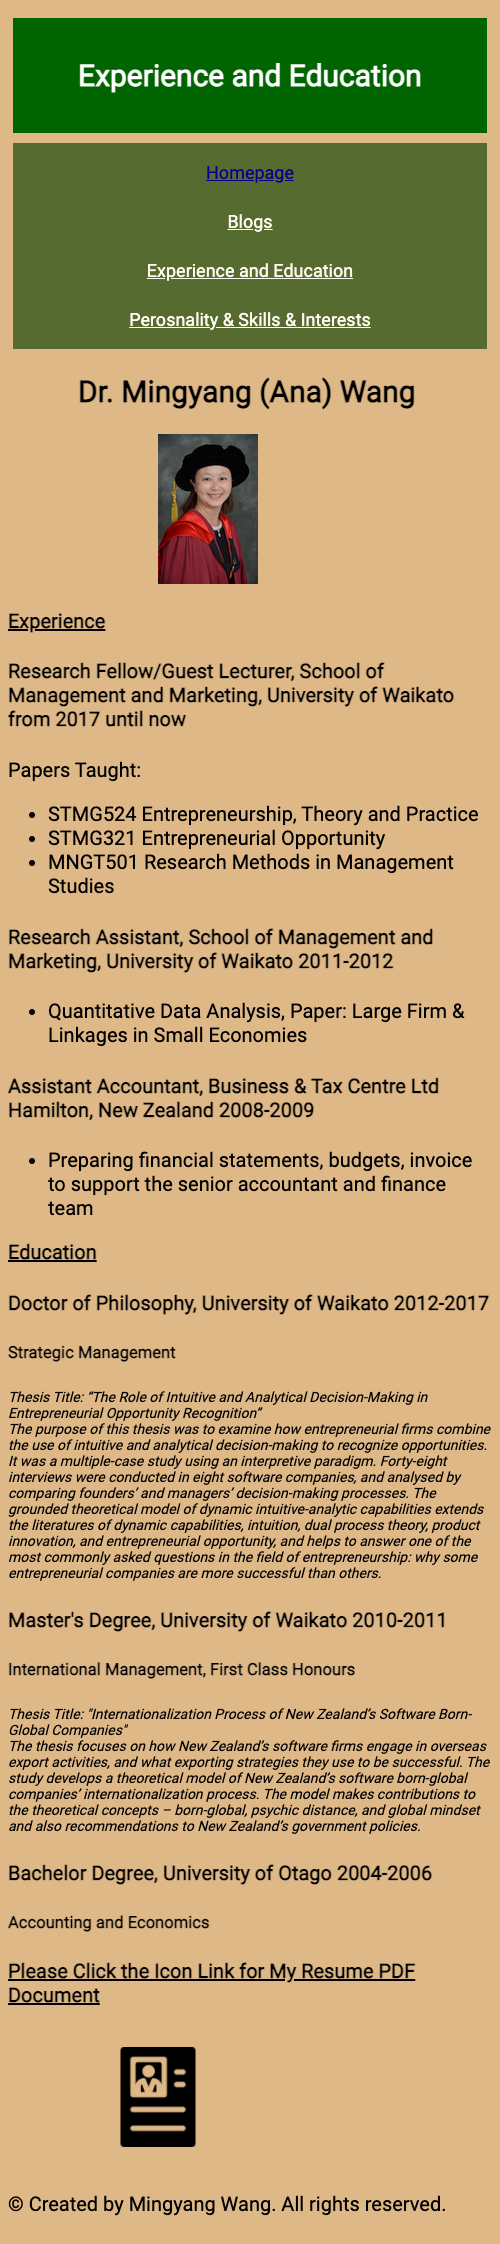 Experience and Education
Homepage
Blogs
Experience and Education
Perosnality & Skills & Interests
Dr. Mingyang (Ana) Wang
Experience
Research Fellow/Guest Lecturer, School of
Management and Marketing, University of Waikato
from 2017 until now
Papers Taught:
• STMG524 Entrepreneurship, Theory and Practice
• STMG321 Entrepreneurial Opportunity
• MNGT501 Research Methods in Management
Studies
Research Assistant, School of Management and
Marketing, University of Waikato 2011-2012
• Quantitative Data Analysis, Paper: Large Firm &
Linkages in Small Economies
Assistant Accountant, Business & Tax Centre Ltd
Hamilton, New Zealand 2008-2009
• Preparing financial statements, budgets, invoice
to support the senior accountant and finance
team
Education
Doctor of Philosophy, University of Waikato 2012-2017
Strategic Management
Thesis Title: “The Role of Intuitive and Analytical Decision-Making in
Entrepreneurial Opportunity Recognition”
The purpose of this thesis was to examine how entrepreneurial firms combine
the use of intuitive and analytical decision-making to recognize opportunities.
It was a multiple-case study using an interpretive paradigm. Forty-eight
interviews were conducted in eight software companies, and analysed by
comparing founders’ and managers’ decision-making processes. The
grounded theoretical model of dynamic intuitive-analytic capabilities extends
the literatures of dynamic capabilities, intuition, dual process theory, product
innovation, and entrepreneurial opportunity, and helps to answer one of the
most commonly asked questions in the field of entrepreneurship: why some
entrepreneurial companies are more successful than others.
Master's Degree, University of Waikato 2010-2011
International Management, First Class Honours
Thesis Title: "Internationalization Process of New Zealand’s Software Born-
Global Companies"
The thesis focuses on how New Zealand’s software firms engage in overseas
export activities, and what exporting strategies they use to be successful. The
study develops a theoretical model of New Zealand’s software born-global
companies’ internationalization process. The model makes contributions to
the theoretical concepts – born-global, psychic distance, and global mindset
and also recommendations to New Zealand’s government policies.
Bachelor Degree, University of Otago 2004-2006
Accounting and Economics
Please Click the Icon Link for My Resume PDF
Document
© Created by Mingyang Wang. All rights reserved.